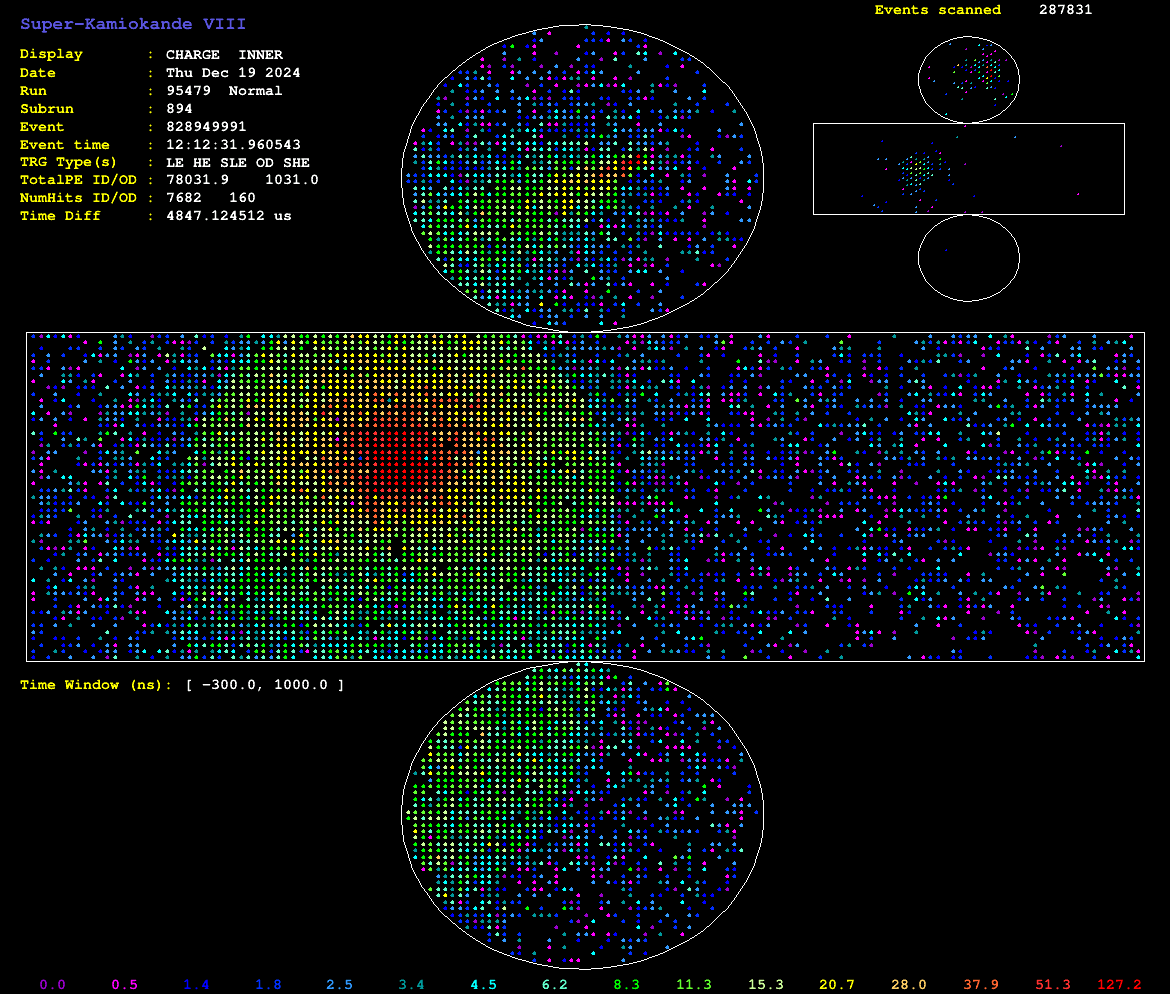 Super-Kamiokande VIII
Events scanned 287831
Display : CHARGE INNER
Date : Thu Dec 19 2024
Run : 95479 Normal
Subrun : 894
Event : 828949991
Event time : 12:12:31.960543
TRG Type(s) : LE HE SLE OD SHE
TotalPE ID/OD : 78031.9 1031.0
NumHits ID/OD : 7682 160
Time Diff : 4847.124512 us
Time Window (ns): [ −300.0, 1000.0 ]
0.0 0.5 1.4 1.8 2.5 3.4 4.5 6.2 8.3 11.3 15.3 20.7 28.0 37.9 51.3 127.2